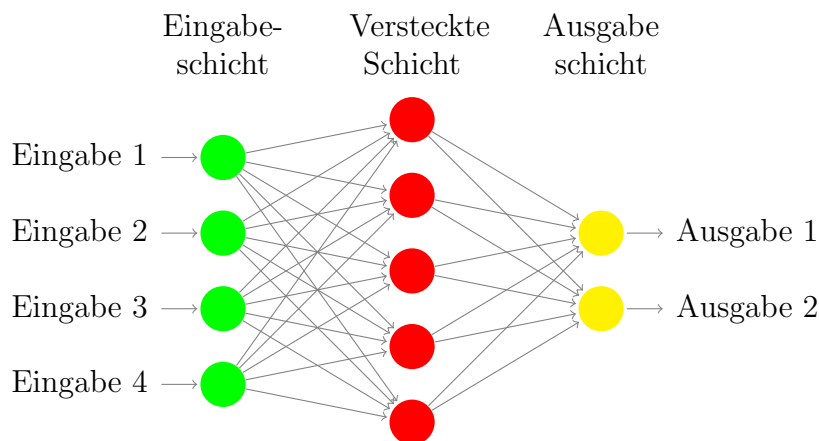 Eingabe-
schicht
Versteckte
Schicht
Ausgabe
schicht
Eingabe 1
Eingabe 2
Eingabe 3
Eingabe 4
Ausgabe 1
Ausgabe 2